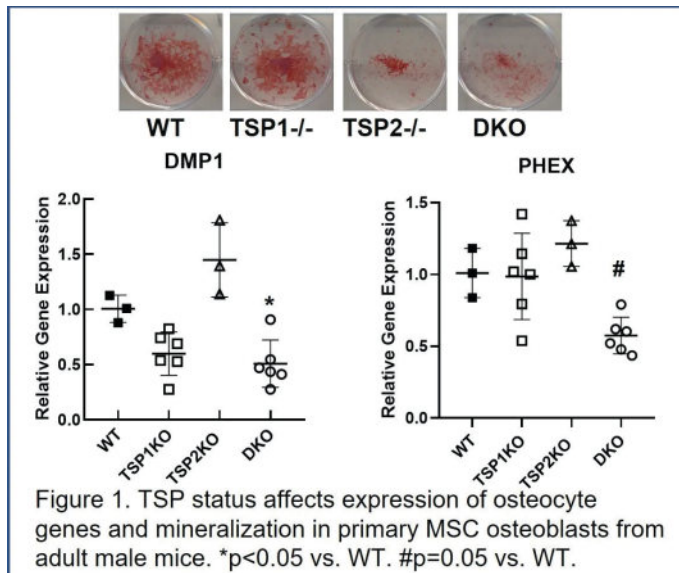 WT TSP1-/- TSP2-/- DKO
DMP1
Relative Gene Expression
2.0
1.5
1.0
0.5
0.0
WT TSP1KO TSP2KO DKO
*
PHEX
Relative Gene Expression
1.5
1.0
0.5
0.0
WT TSP1KO TSP2KO DKO
#
Figure 1. TSP status affects expression of osteocyte
genes and mineralization in primary MSC osteoblasts from
adult male mice. *p<0.05 vs. WT. #p=0.05 vs. WT.